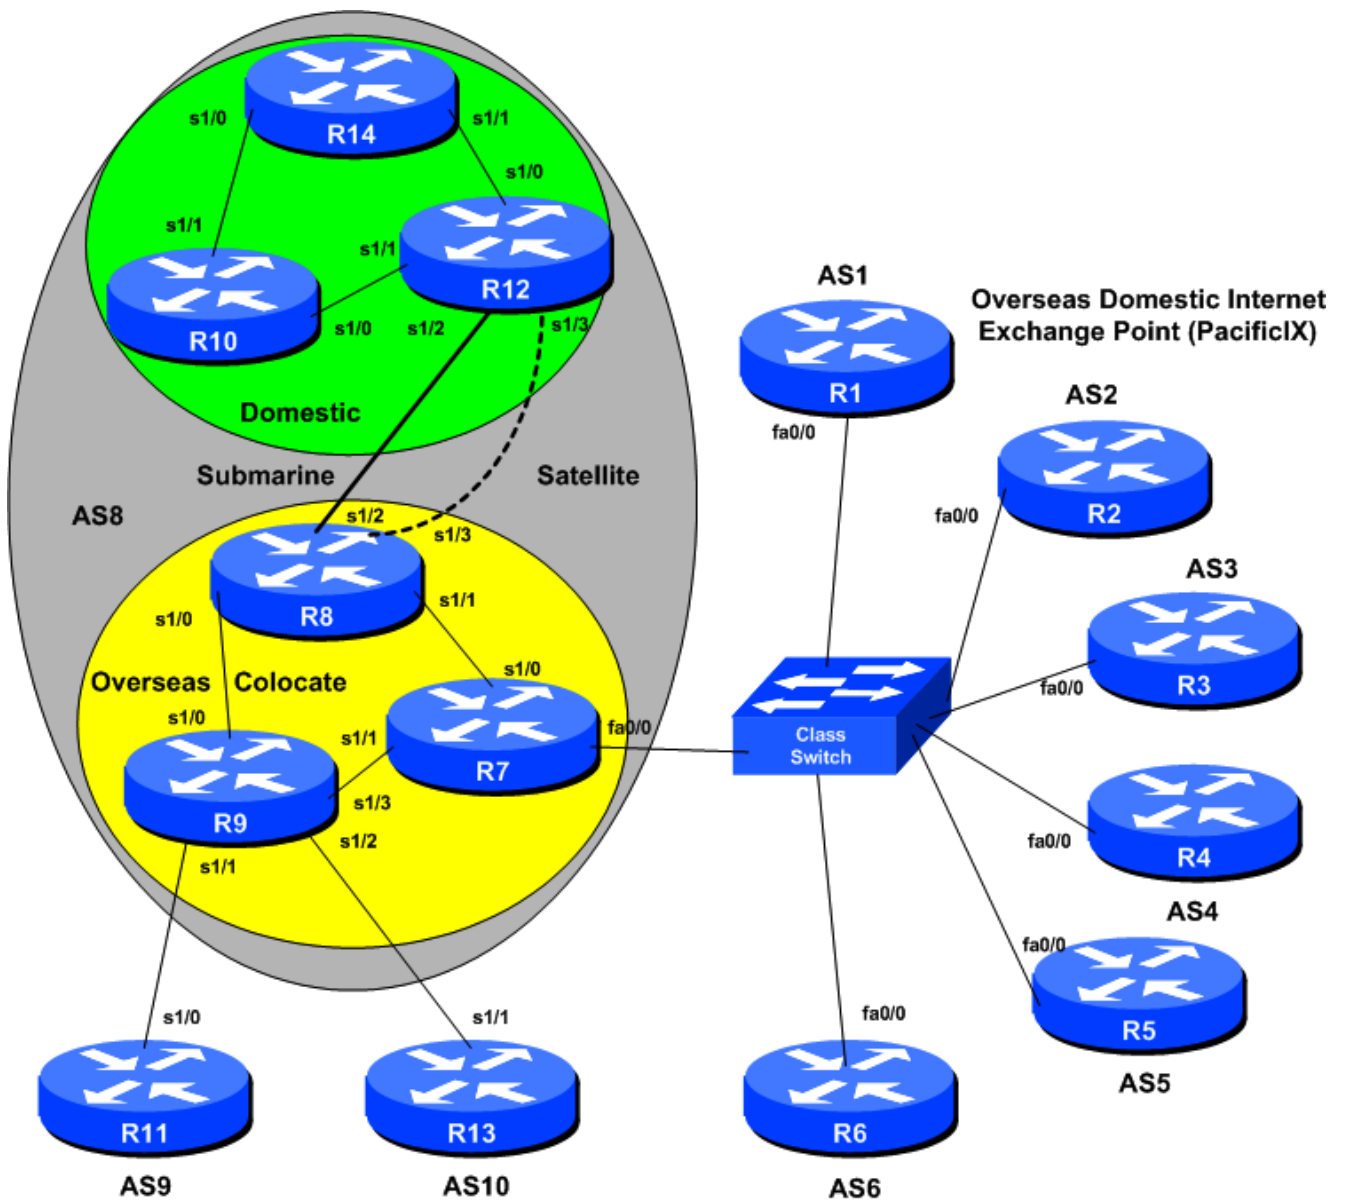 R14
s1/0
s1/1
s1/0
s1/1
s1/1
R12
R10
s1/0
s1/2
s1/3
Domestic
Submarine
Satellite
AS8
s1/2
s1/3
R8
s1/1
s1/0
Overseas Colocate
s1/0
s1/0
s1/1
R7
fa0/0
s1/3
R9
s1/2
s1/1
s1/0
s1/1
R11
AS9
R13
AS10
AS1
R1
fa0/0
Overseas Domestic Internet
Exchange Point (PacificIX)
AS2
R2
fa0/0
AS3
R3
fa0/0
Class
Switch
R4
fa0/0
AS4
fa0/0
R5
AS5
fa0/0
R6
AS6